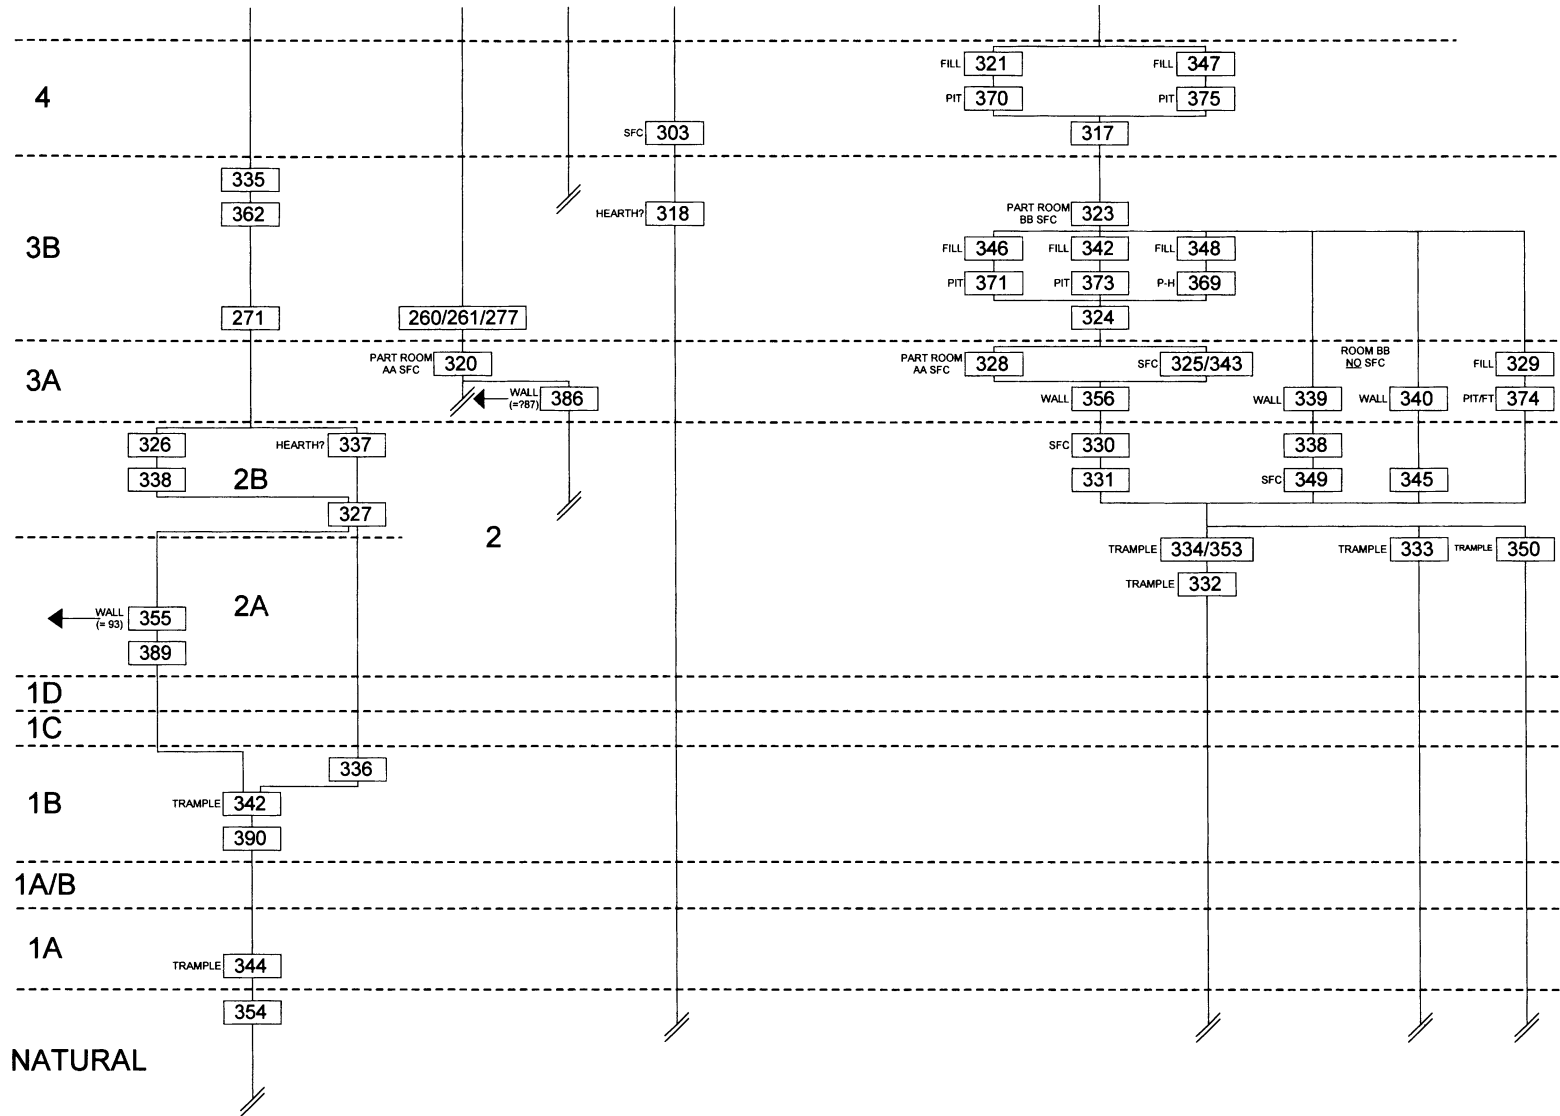 FILL 321 FILL 347
4
PIT 370 PIT 375
SFC 303 317
335
362 HEARTH? 318 PART ROOM 323
BB SFC
3B
FILL 346 FILL 342 FILL 348
PIT 371 PIT 373 P-H 369
271 260/261/277 324
PART ROOM 320 PART ROOM 328 SFC 325/343 ROOM BB FILL 329
AA SFC AA SFC NO SFC
3A
WALL 386 WALL 356 WALL 339 WALL 340 PIT/FT 374
(=?87)
326 HEARTH? 337 SFC 330 338
338 2B 331 SFC 349 345
327
2
TRAMPLE 334/353 TRAMPLE 333 TRAMPLE 350
TRAMPLE 332
2A
WALL 355
(= 93)
389
1D
1C
336
1B TRAMPLE 342
390
1A/B
1A
TRAMPLE 344
354
NATURAL